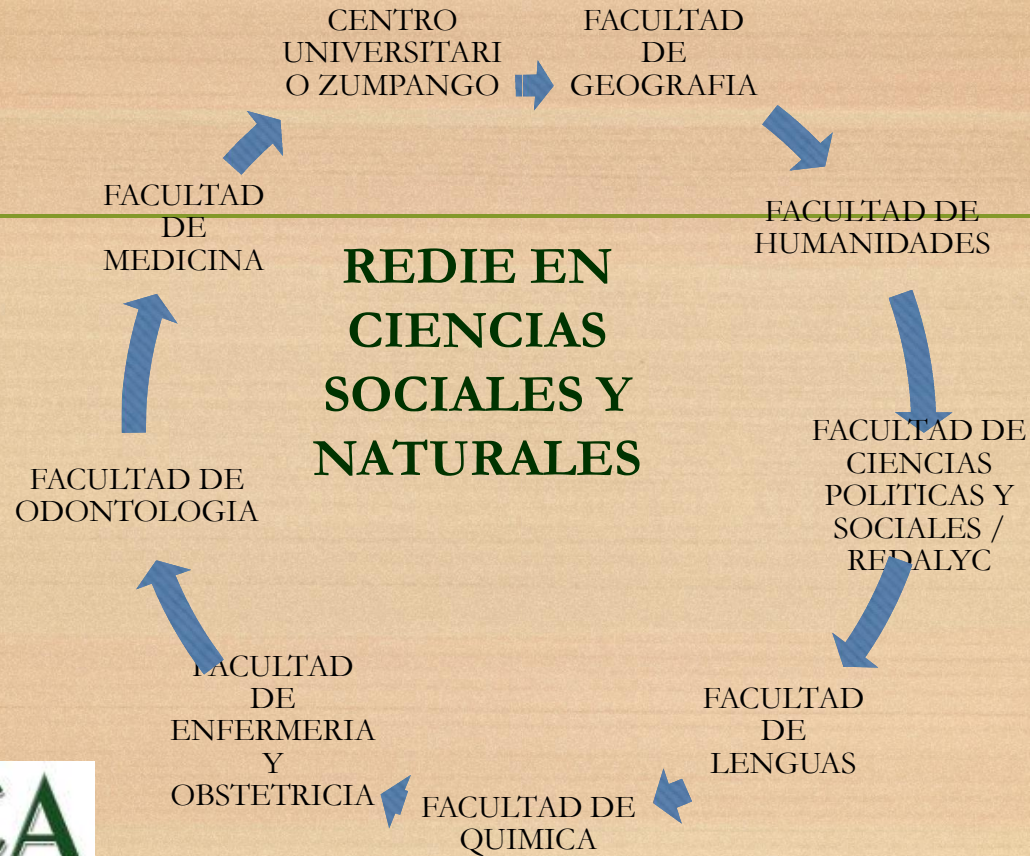 CENTRO
UNIVERSITARI
O ZUMPANGO
FACULTAD
DE
GEOGRAFIA
FACULTAD DE
HUMANIDADES
FACULTAD DE
CIENCIAS
POLITICAS Y
SOCIALES /
REDALYC
FACULTAD
DE
LENGUAS
FACULTAD DE
QUIMICA
FACULTAD
DE
ENFERMERIA
Y
OBSTETRICIA
FACULTAD DE
ODONTOLOGIA
FACULTAD
DE
MEDICINA
REDIE EN
CIENCIAS
SOCIALES Y
NATURALES